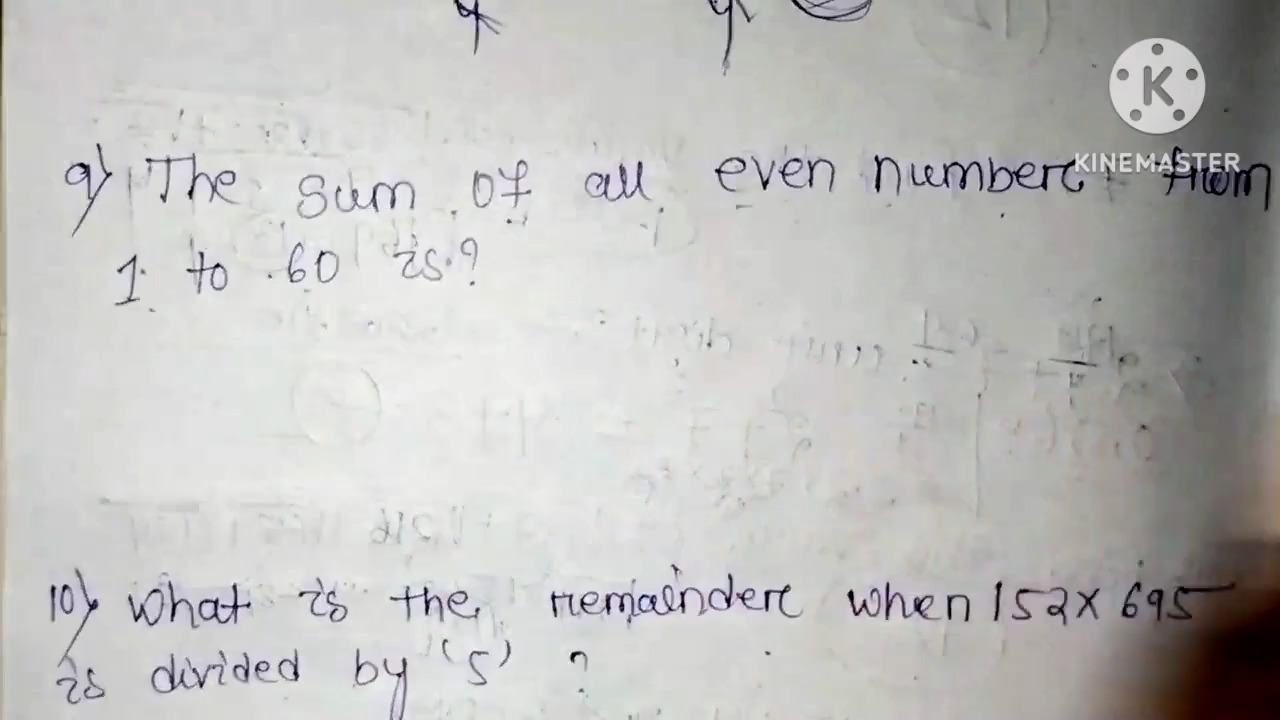 K
KINEMASTER
9) The sum of all even number from
1 to 60 is?
10) What is the remainder when 152 x 695
is divided by '5' ?